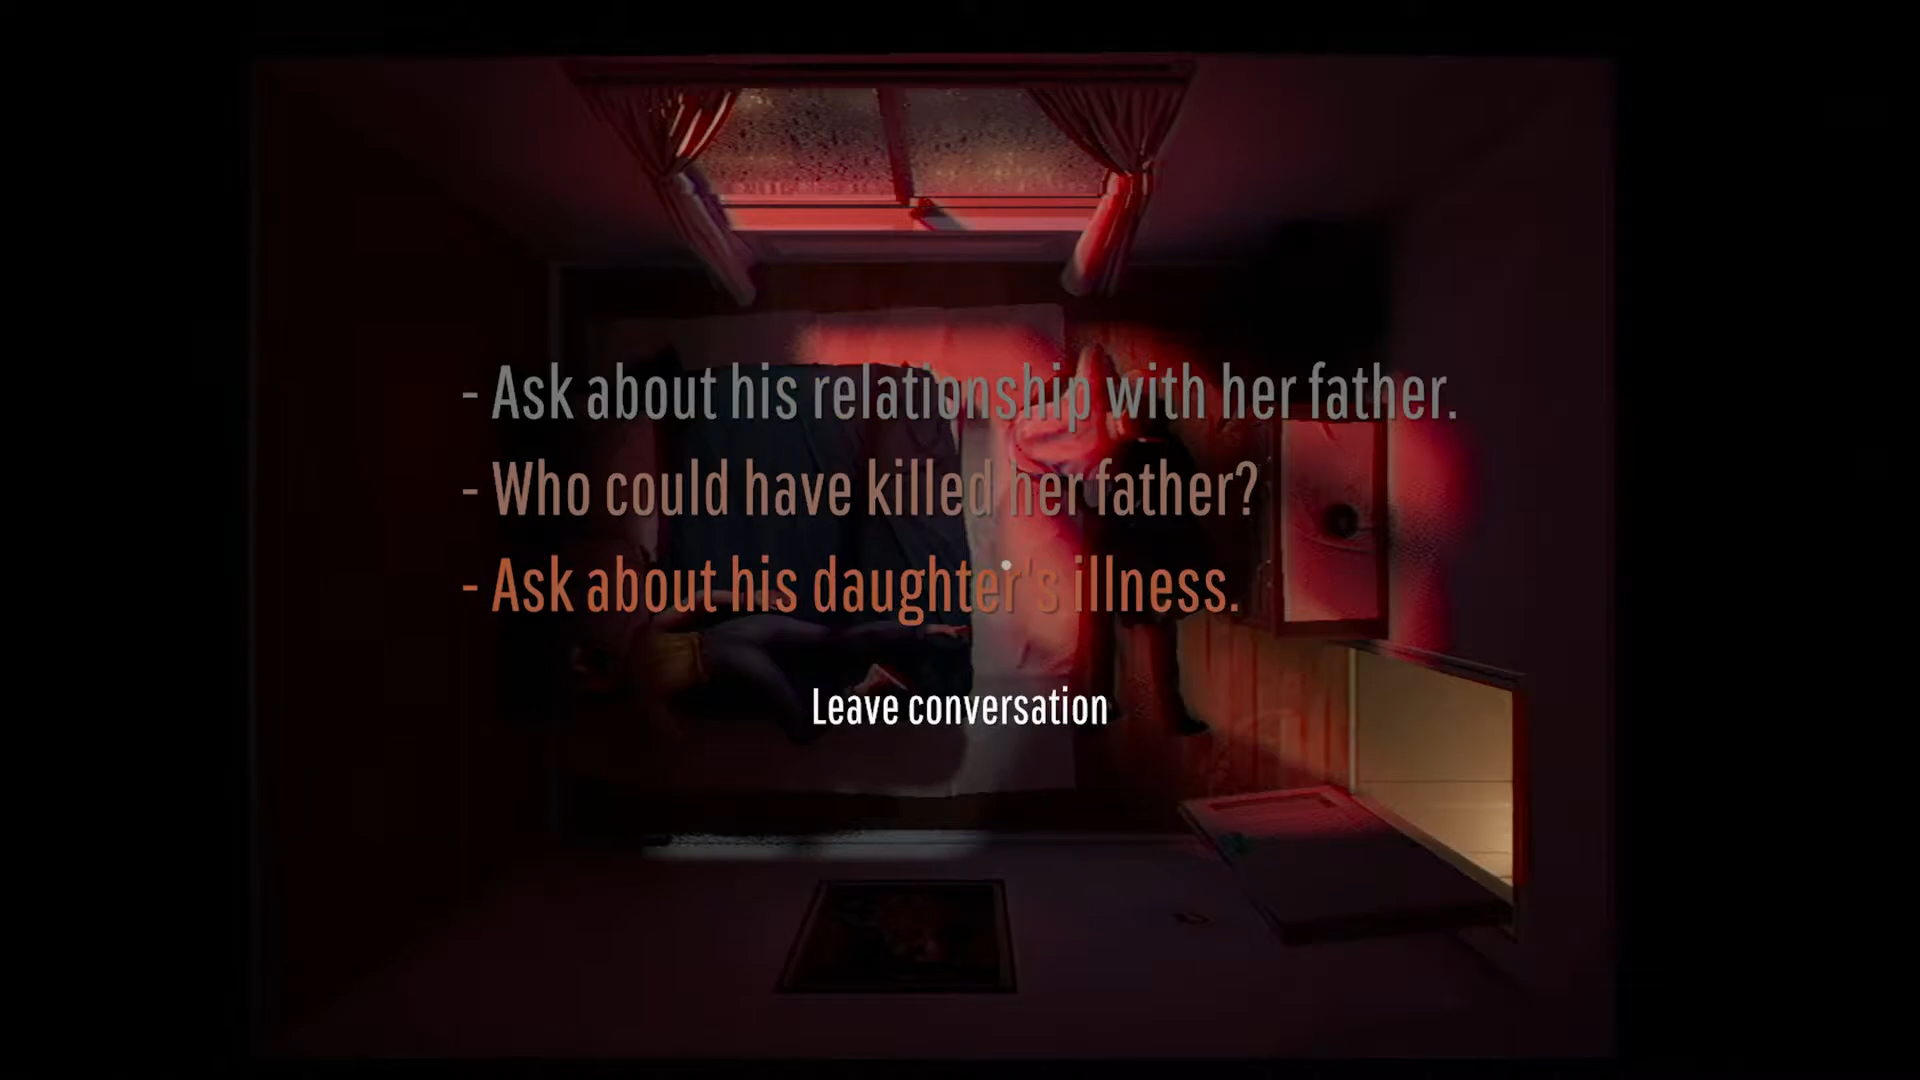 - Ask about his relationship with her father.
- Who could have killed her father?
- Ask about his daughter's illness.
Leave conversation